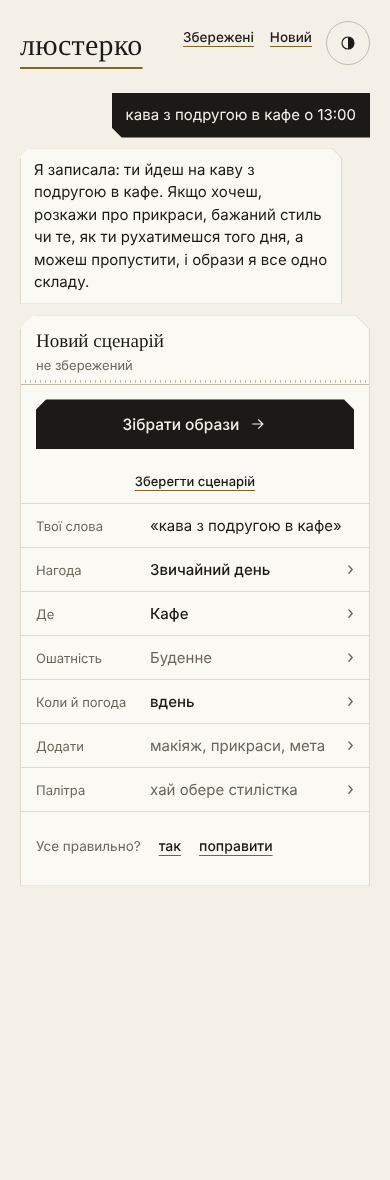 люстерко
Збережені Новий
кава з подругою в кафе о 13:00
Я записала: ти йдеш на каву з
подругою в кафе. Якщо хочеш,
розкажи про прикраси, бажаний стиль
чи те, як ти рухатимешся того дня, а
можеш пропустити, і образи я все одно
складу.
Новий сценарій
не збережений
Зібрати образи →
Зберегти сценарій
Твої слова «кава з подругою в кафе»
Нагода Звичайний день
Де Кафе
Ошатність Буденне
Коли й погода вдень
Додати макіяж, прикраси, мета
Палітра хай обере стилістка
Усе правильно? так поправити